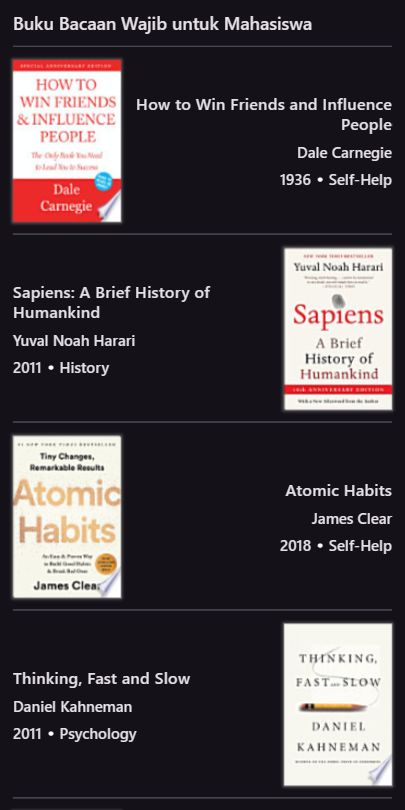 Buku Bacaan Wajib untuk Mahasiswa
SPECIAL ANNIVERSARY EDITION
HOW TO
WIN FRIENDS
& INFLUENCE
PEOPLE
The Only Book You Need
to Lead You to Success
Dale
Carnegie
How to Win Friends and Influence
People
Dale Carnegie
1936 • Self-Help
Sapiens: A Brief History of
Humankind
Yuval Noah Harari
2011 • History
NEW YORK TIMES BESTSELLER
Yuval Noah Harari
Sapiens
A Brief
History of
Humankind
10TH ANNIVERSARY EDITION
With a New Afterword from the Author
#1 NEW YORK TIMES BESTSELLER
Tiny Changes,
Remarkable Results
Atomic
Habits
An Easy & Proven Way
to Build Good Habits
& Break Bad Ones
James Clear
Atomic Habits
James Clear
2018 • Self-Help
Thinking, Fast and Slow
Daniel Kahneman
2011 • Psychology
THINKING,
FAST AND SLOW
DANIEL
KAHNEMAN